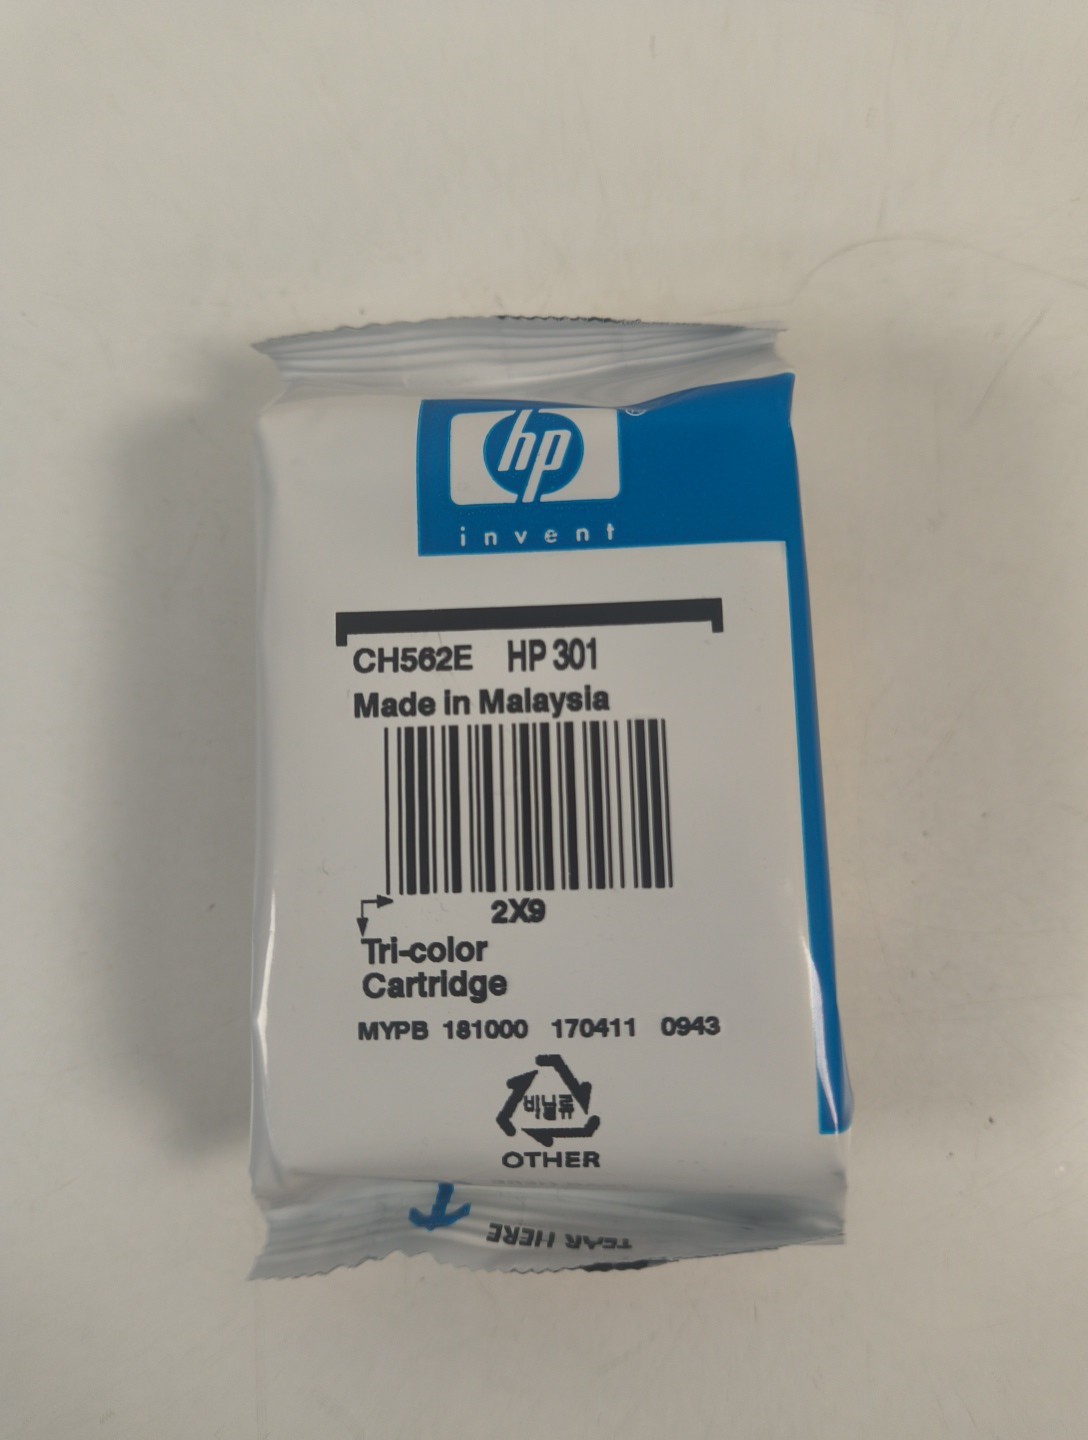 hp ®
invent
CH562E HP 301
Made in Malaysia
2X9
Tri-color
Cartridge
MYPB 181000 170411 0943
비닐류
OTHER
TEAR HERE